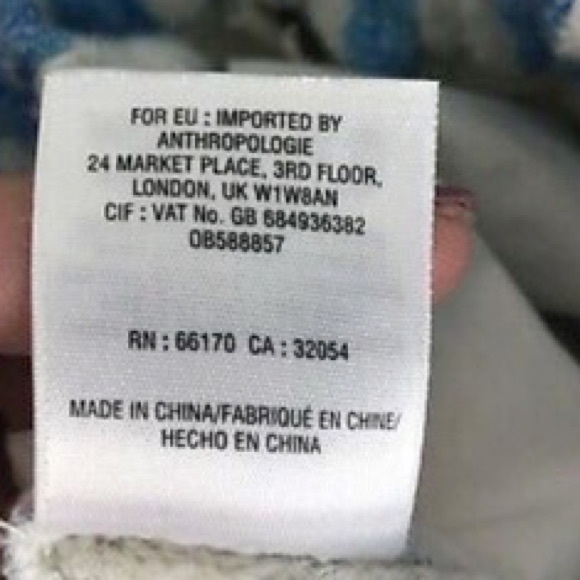 FOR EU : IMPORTED BY
ANTHROPOLOGIE
24 MARKET PLACE, 3RD FLOOR,
LONDON, UK W1W8AN
CIF : VAT No. GB 684936382
OB588857
RN : 66170 CA : 32054
MADE IN CHINA/FABRIQUÉ EN CHINE/
HECHO EN CHINA